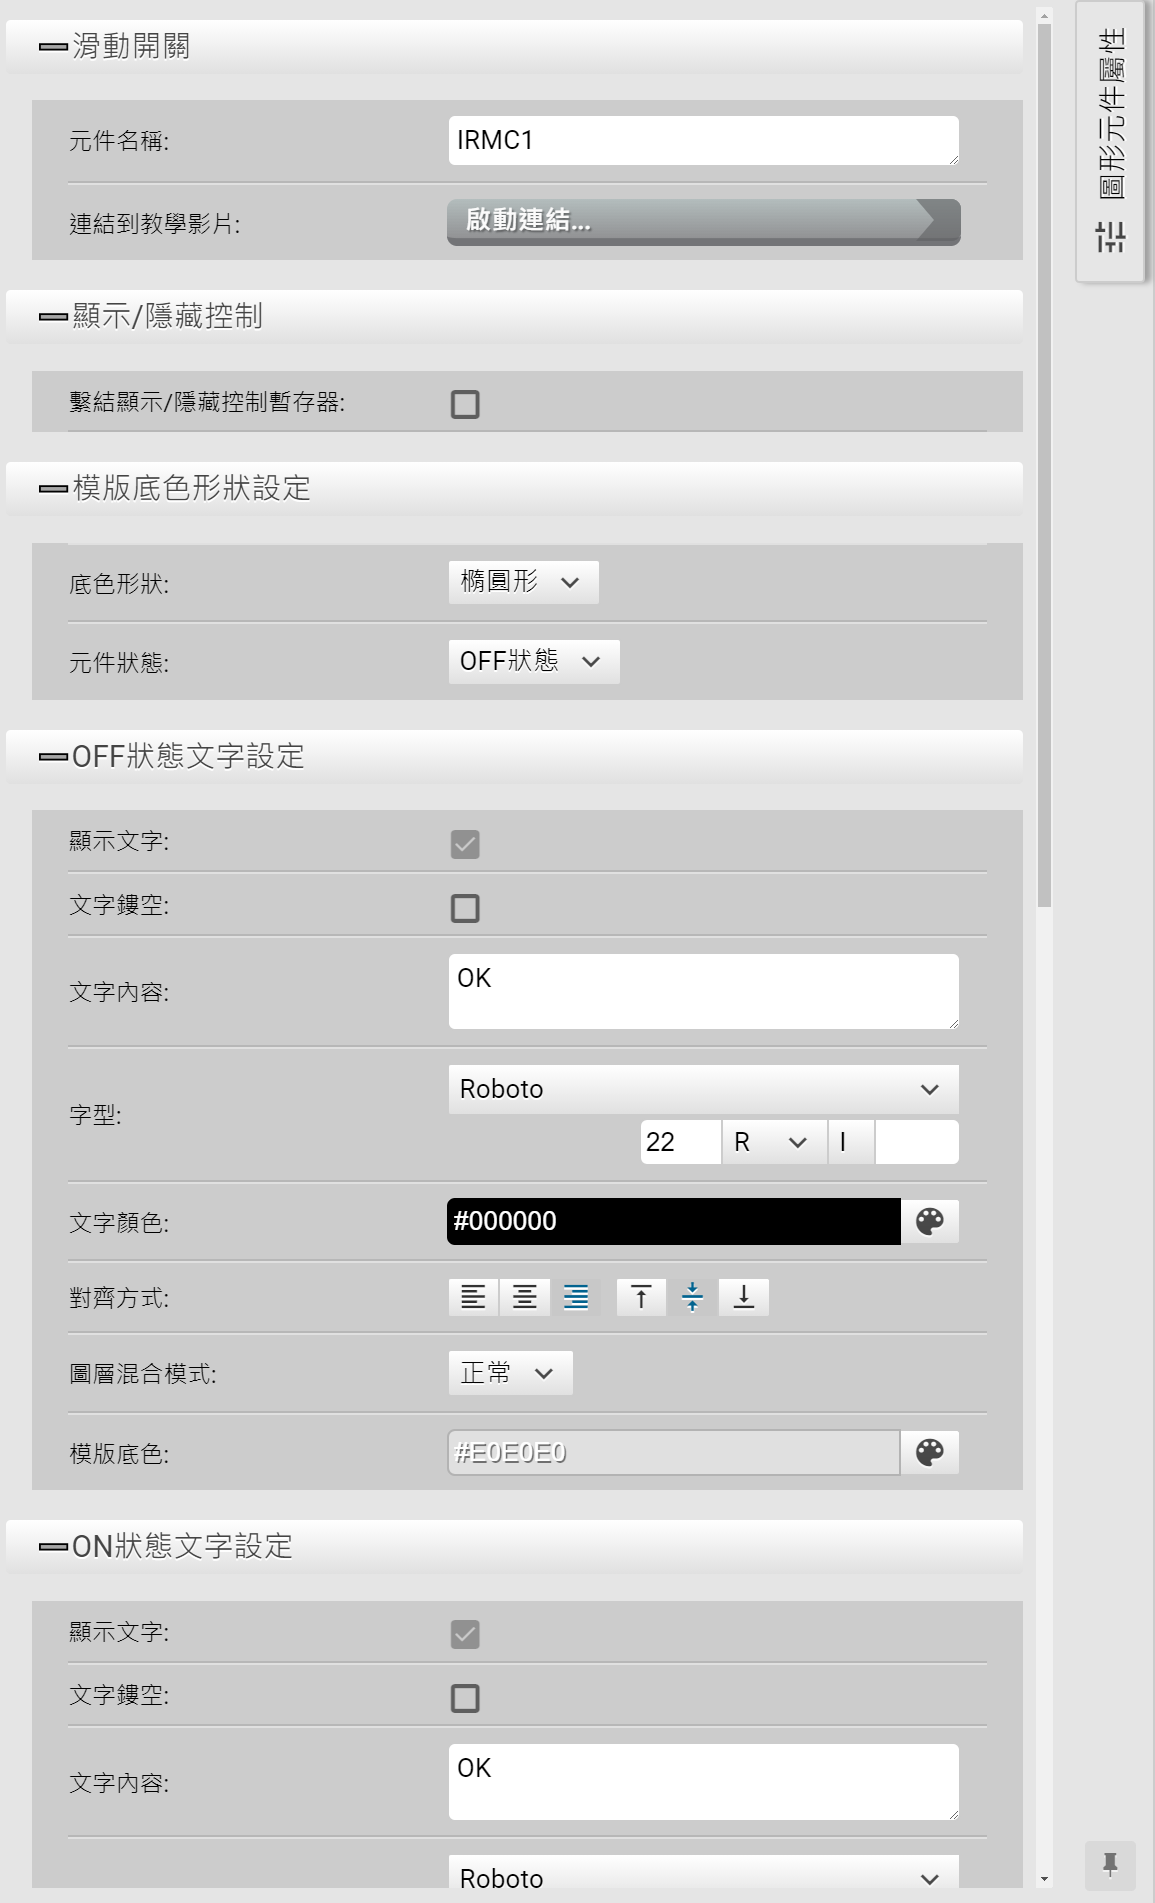 滑動開關
元件名稱: IRMC1
連結到教學影片: 啟動連結...
顯示/隱藏控制
繫結顯示/隱藏控制暫存器:
模版底色形狀設定
底色形狀: 橢圓形
元件狀態: OFF狀態
OFF狀態文字設定
顯示文字:
文字鏤空:
文字內容: OK
字型: Roboto
22 R I
文字顏色: #000000
對齊方式:
圖層混合模式: 正常
模版底色: #E0E0E0
ON狀態文字設定
顯示文字:
文字鏤空:
文字內容: OK
Roboto
圖形元件屬性